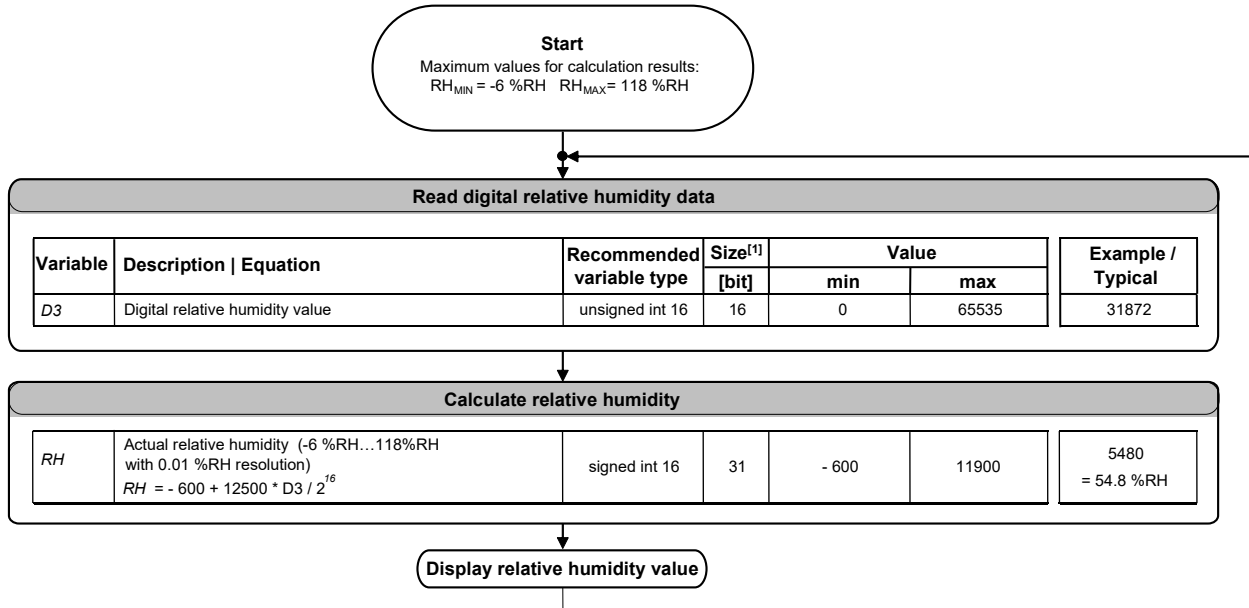 Start
Maximum values for calculation results:
RH_MIN = -6 %RH   RH_MAX= 118 %RH
Read digital relative humidity data
Variable | Description | Equation | Recommended variable type | Size[1] [bit] | Value min | max | Example / Typical
D3 | Digital relative humidity value | unsigned int 16 | 16 | 0 | 65535 | 31872
Calculate relative humidity
RH | Actual relative humidity (-6 %RH…118%RH
with 0.01 %RH resolution)
RH = - 600 + 12500 * D3 / 2^16 | signed int 16 | 31 | - 600 | 11900 | 5480
= 54.8 %RH
Display relative humidity value